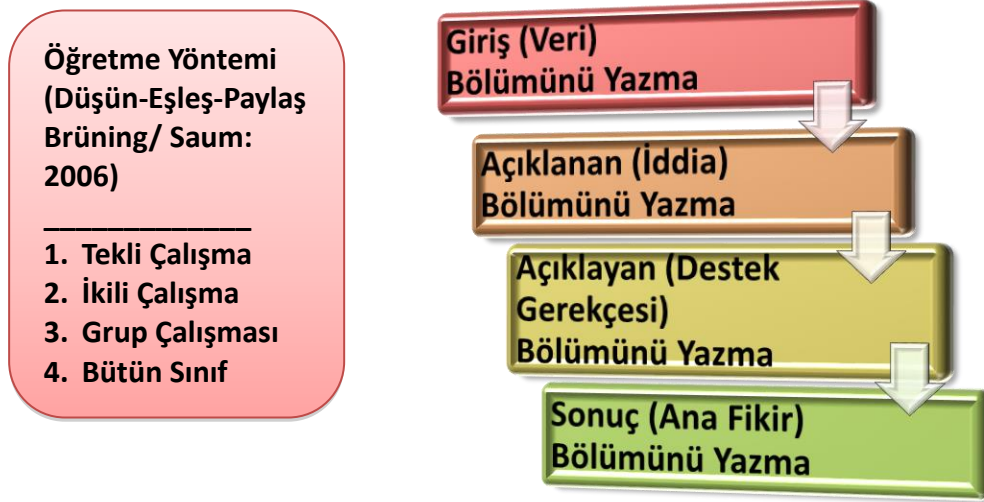 Öğretme Yöntemi
(Düşün-Eşleş-Paylaş
Brüning/ Saum:
2006)
_____________
1. Tekli Çalışma
2. İkili Çalışma
3. Grup Çalışması
4. Bütün Sınıf
Giriş (Veri)
Bölümünü Yazma
Açıklanan (İddia)
Bölümünü Yazma
Açıklayan (Destek
Gerekçesi)
Bölümünü Yazma
Sonuç (Ana Fikir)
Bölümünü Yazma